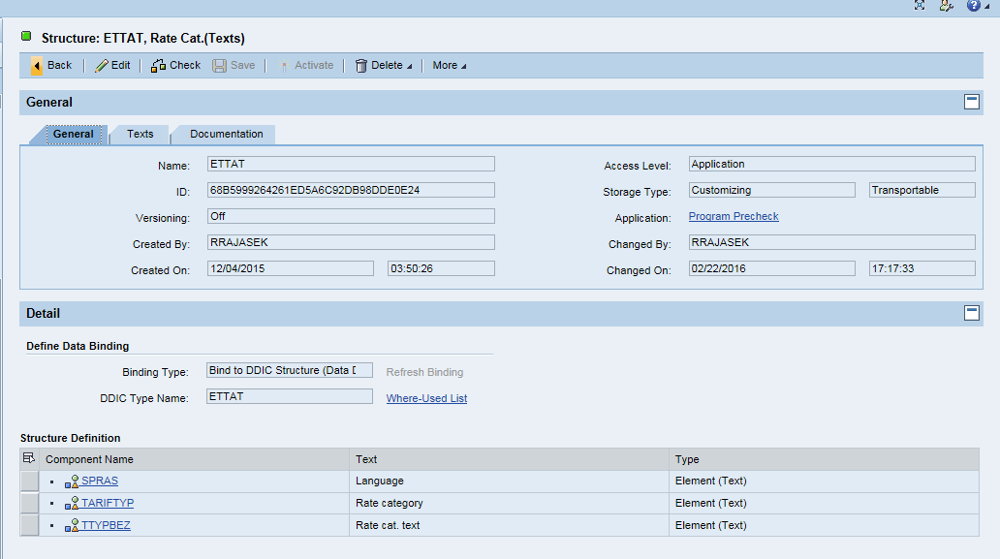 Structure: ETTAT, Rate Cat.(Texts)
Back Edit Check Save Activate Delete More
General
General Texts Documentation
Name: ETTAT Access Level: Application
ID: 68B5999264261ED5A6C92DB98DDE0E24 Storage Type: Customizing Transportable
Versioning: Off Application: Program Precheck
Created By: RRAJASEK Changed By: RRAJASEK
Created On: 12/04/2015 03:50:26 Changed On: 02/22/2016 17:17:33
Detail
Define Data Binding
Binding Type: Bind to DDIC Structure (Data D Refresh Binding
DDIC Type Name: ETTAT Where-Used List
Structure Definition
Component Name Text Type
SPRAS Language Element (Text)
TARIFTYP Rate category Element (Text)
TTYPBEZ Rate cat. text Element (Text)